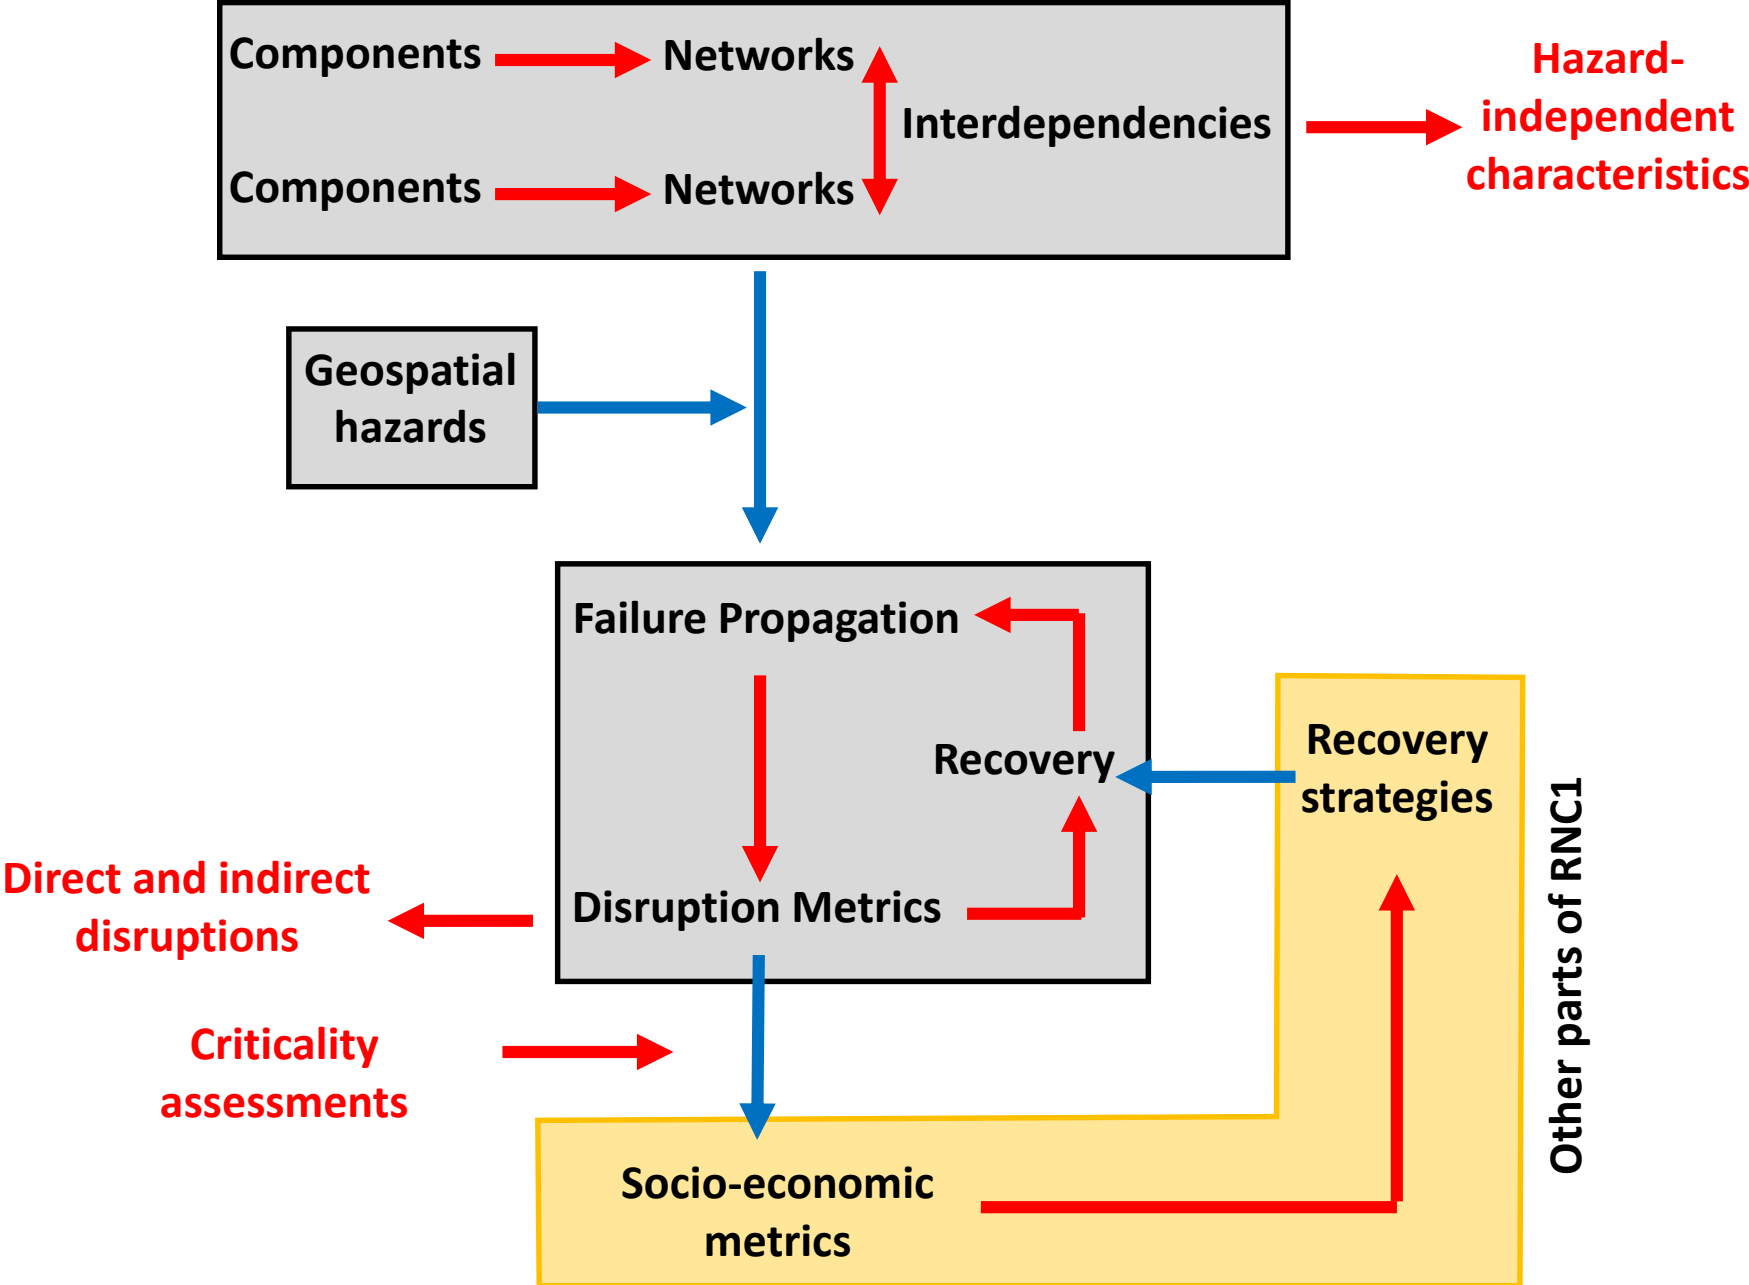 Components
Networks
Interdependencies
Components
Networks
Hazard-
independent
characteristics
Geospatial
hazards
Failure Propagation
Recovery
Disruption Metrics
Recovery
strategies
Other parts of RNC1
Direct and indirect
disruptions
Criticality
assessments
Socio-economic
metrics